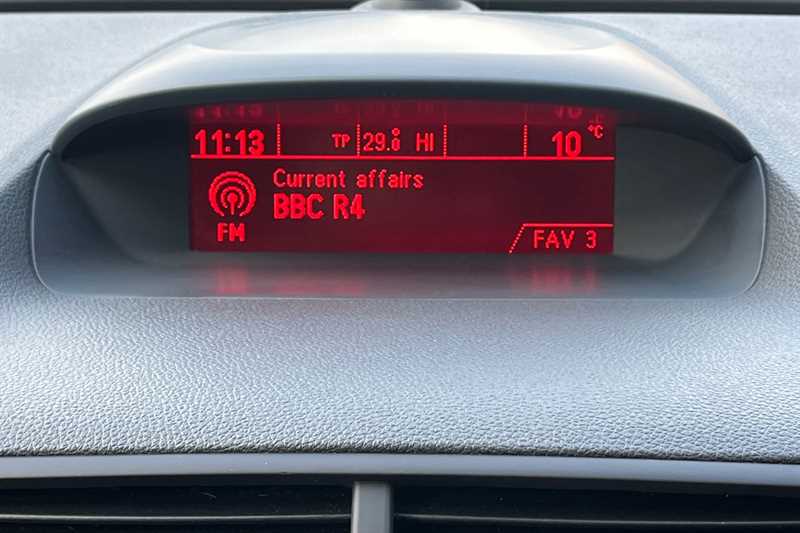 11:13 TP 29.8 HI 10 °C
Current affairs
BBC R4
FM
FAV 3